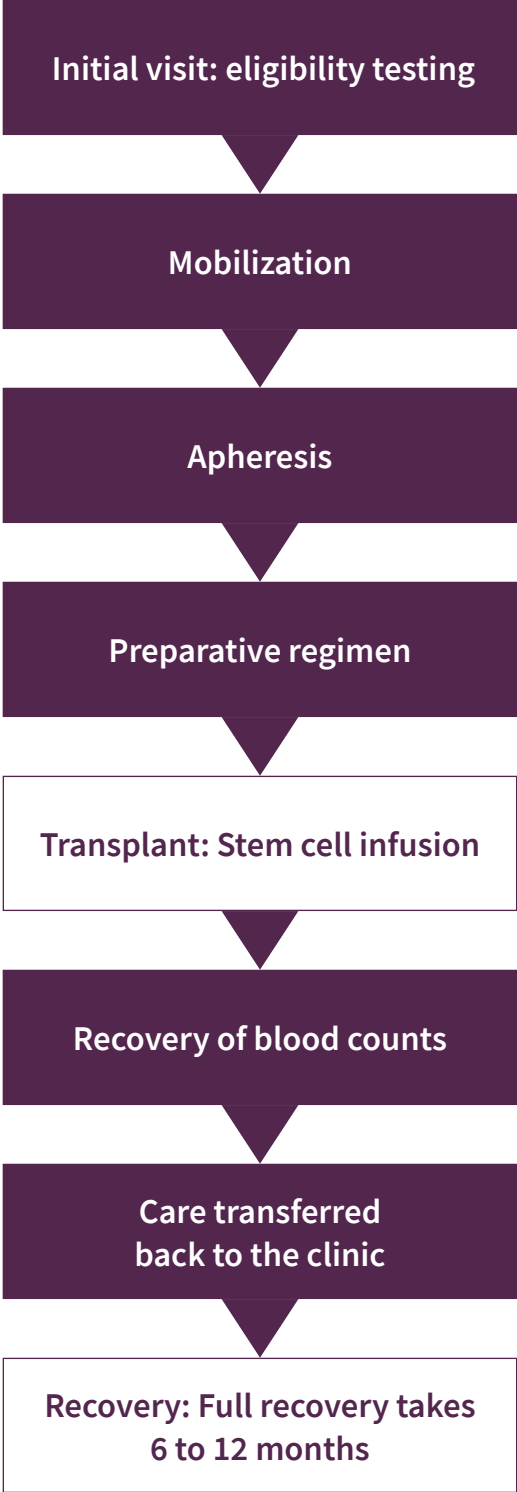 Initial visit: eligibility testing
Mobilization
Apheresis
Preparative regimen
Transplant: Stem cell infusion
Recovery of blood counts
Care transferred
back to the clinic
Recovery: Full recovery takes
6 to 12 months